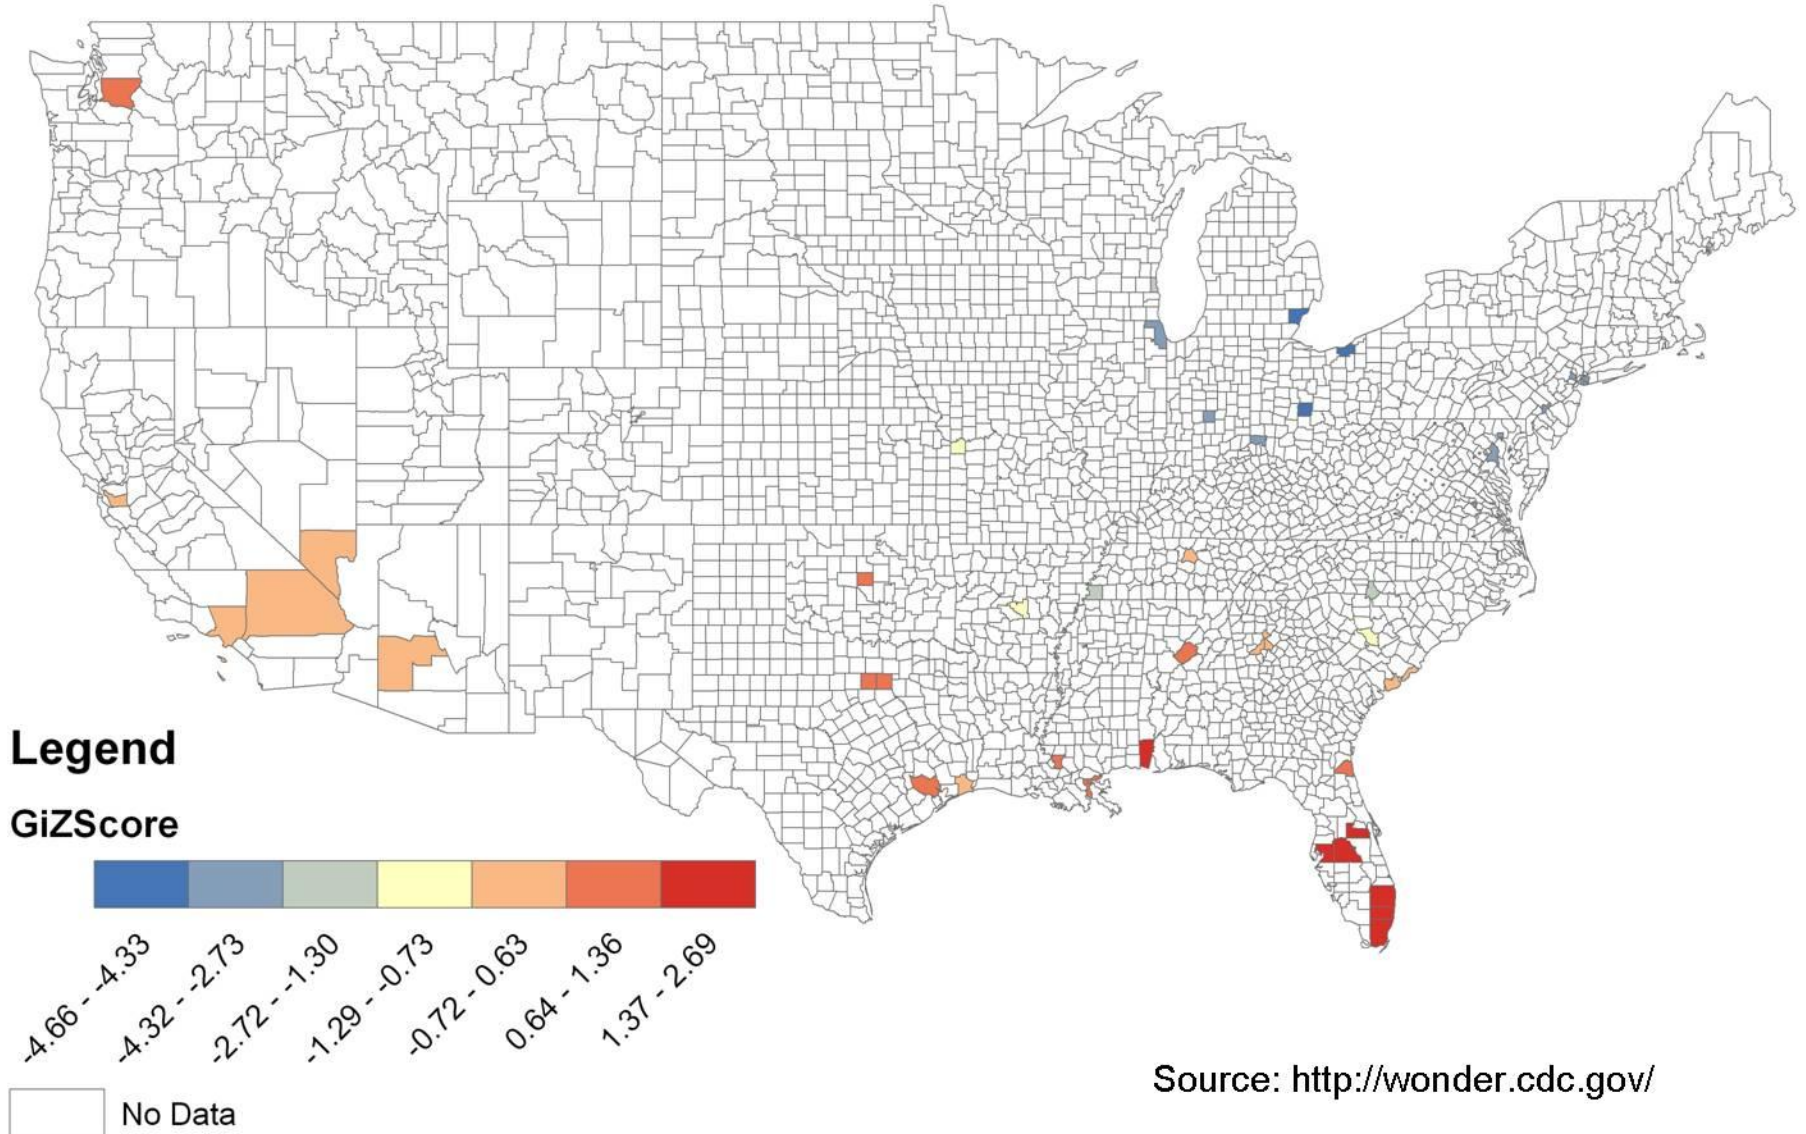 Legend
GiZScore
-4.66 - -4.33
-4.32 - -2.73
-2.72 - -1.30
-1.29 - -0.73
-0.72 - 0.63
0.64 - 1.36
1.37 - 2.69
No Data
Source: http://wonder.cdc.gov/